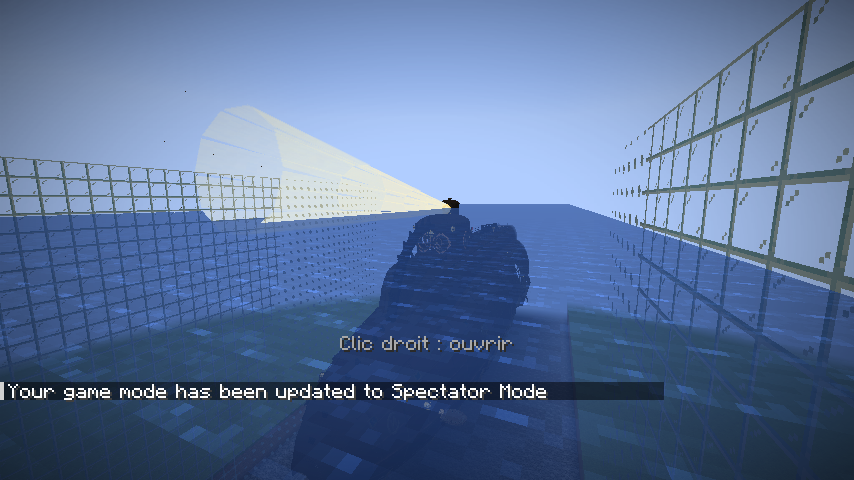 Clic droit : ouvrir
Your game mode has been updated to Spectator Mode